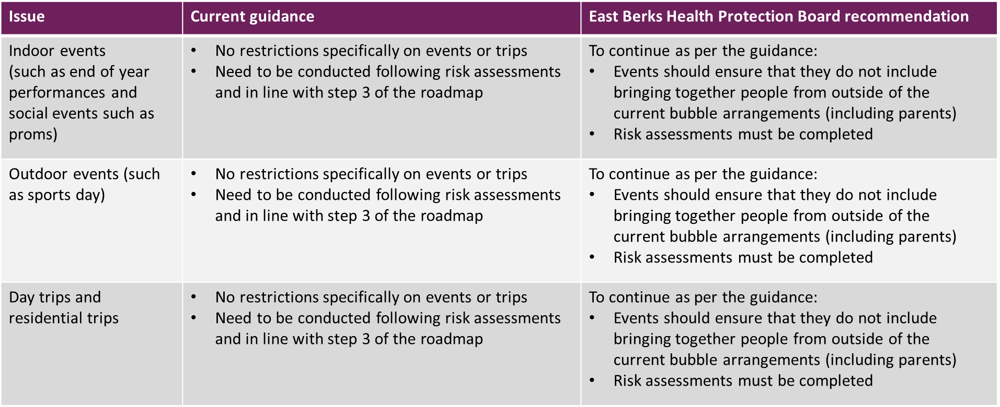 Issue
Current guidance
East Berks Health Protection Board recommendation
Indoor events
(such as end of year
performances and
social events such as
proms)
• No restrictions specifically on events or trips
• Need to be conducted following risk assessments
and in line with step 3 of the roadmap
To continue as per the guidance:
• Events should ensure that they do not include
bringing together people from outside of the
current bubble arrangements (including parents)
• Risk assessments must be completed
Outdoor events (such
as sports day)
• No restrictions specifically on events or trips
• Need to be conducted following risk assessments
and in line with step 3 of the roadmap
To continue as per the guidance:
• Events should ensure that they do not include
bringing together people from outside of the
current bubble arrangements (including parents)
• Risk assessments must be completed
Day trips and
residential trips
• No restrictions specifically on events or trips
• Need to be conducted following risk assessments
and in line with step 3 of the roadmap
To continue as per the guidance:
• Events should ensure that they do not include
bringing together people from outside of the
current bubble arrangements (including parents)
• Risk assessments must be completed